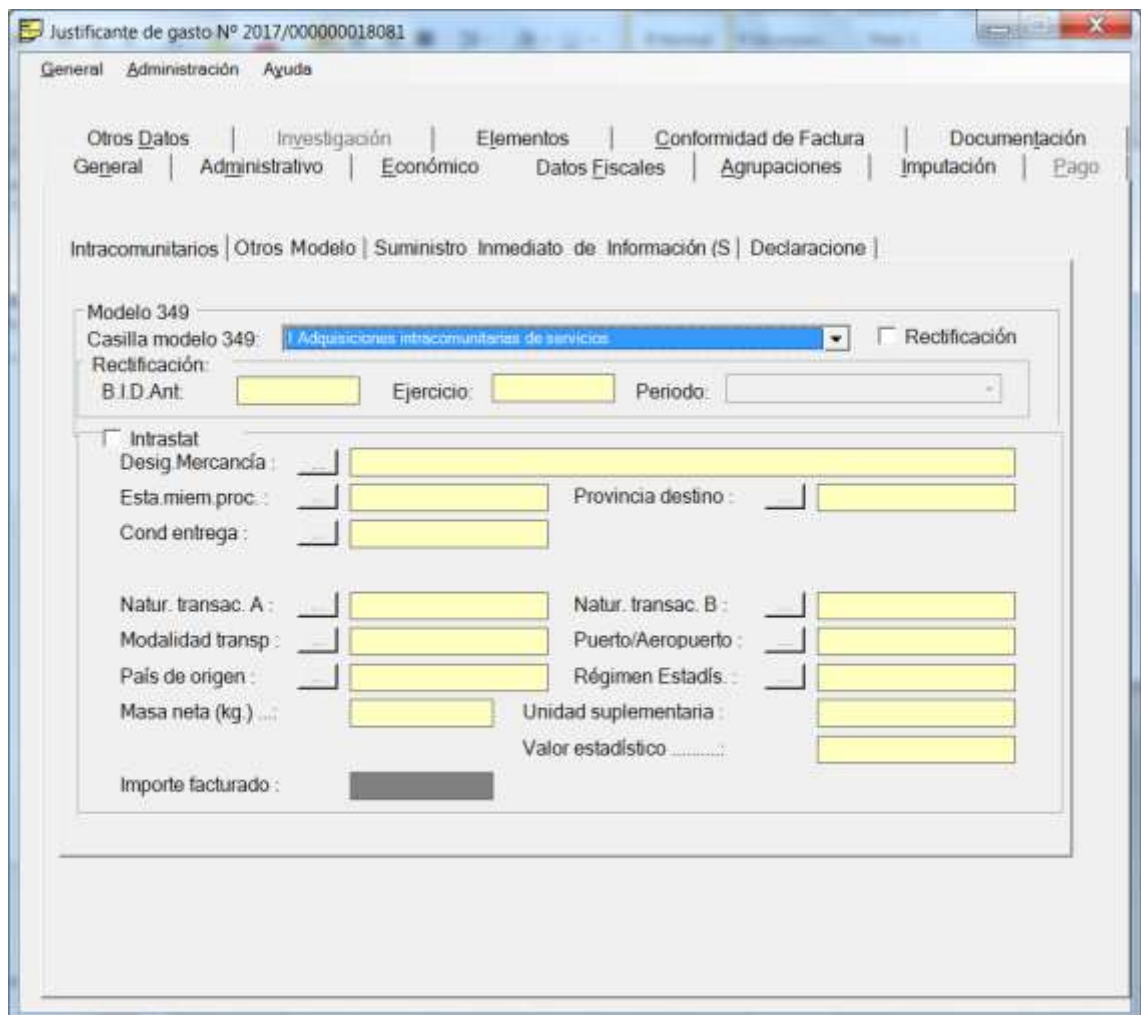 Justificante de gasto Nº 2017/000000018081
General Administración Ayuda
Otros Datos | Investigación | Elementos | Conformidad de Factura | Documentación
General | Administrativo | Económico Datos Fiscales | Agrupaciones | Imputación | Pago
Intracomunitarios | Otros Modelo | Suministro Inmediato de Información (S | Declaracione |
Modelo 349
Casilla modelo 349: I Adquisiciones intracomunitarias de servicios Rectificación
Rectificación:
B.I.D.Ant: Ejercicio: Periodo:
Intrastat
Desig.Mercancía : ...
Esta.miem.proc. : ... Provincia destino : ...
Cond entrega : ...
Natur. transac. A : ... Natur. transac. B : ...
Modalidad transp : ... Puerto/Aeropuerto : ...
País de origen : ... Régimen Estadís. : ...
Masa neta (kg.) ...: Unidad suplementaria :
Valor estadístico ..........:
Importe facturado :